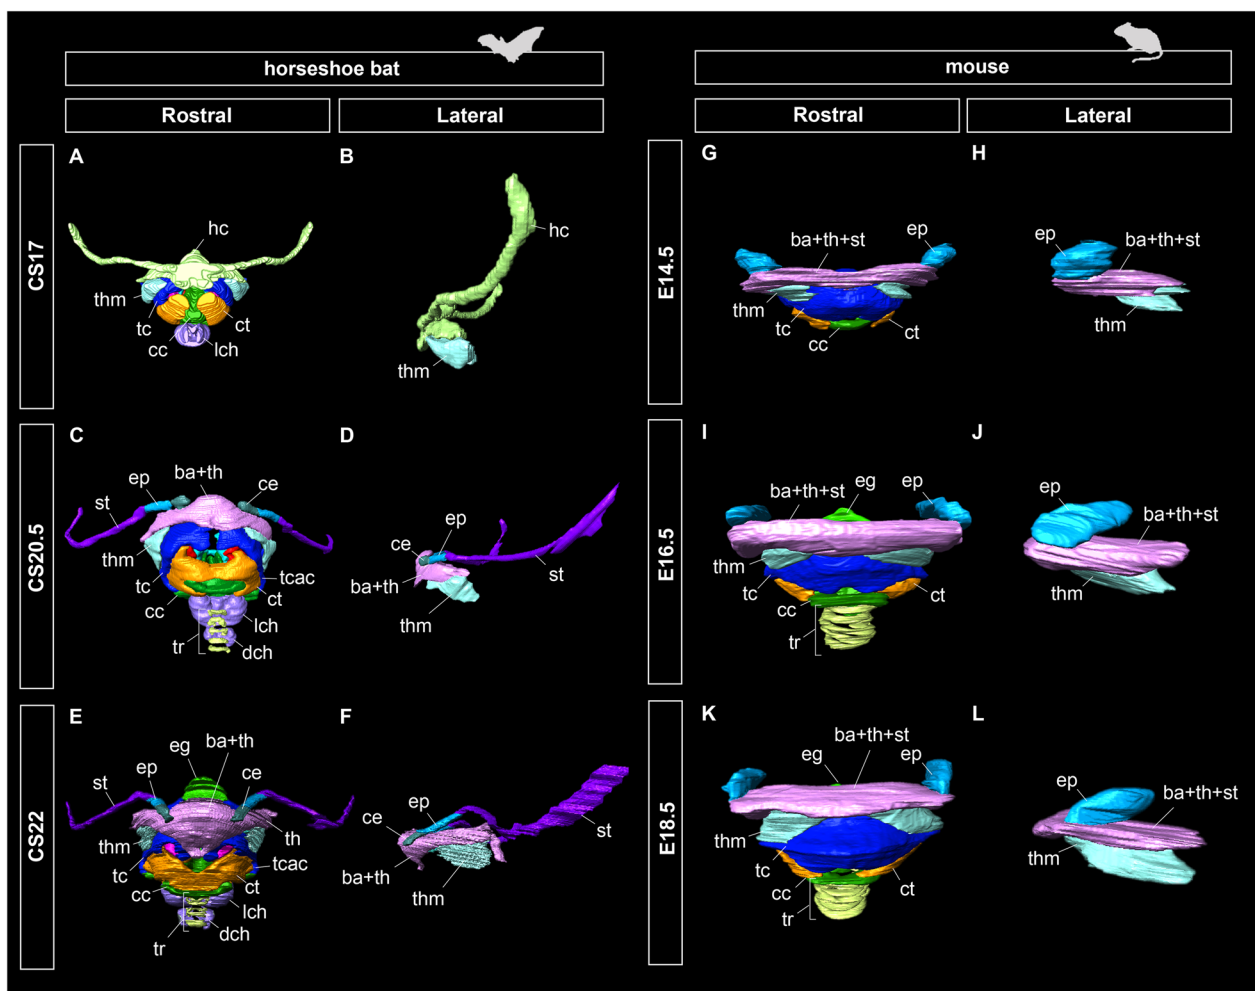 horseshoe bat
mouse
Rostral
Lateral
Rostral
Lateral
CS17
A
hc
thm
tc
cc
lch
ct
B
hc
thm
E14.5
G
ba+th+st
ep
thm
tc
cc
ct
H
ep
ba+th+st
thm
CS20.5
C
ba+th
ep
ce
st
thm
tc
tcac
cc
ct
lch
tr
dch
D
ce
ep
ba+th
st
thm
E16.5
I
ba+th+st
eg
ep
thm
tc
cc
ct
tr
J
ep
ba+th+st
thm
CS22
E
eg
ba+th
ep
ce
st
th
thm
tc
tcac
cc
ct
lch
tr
dch
F
ce
ep
st
ba+th
thm
E18.5
K
ba+th+st
eg
ep
thm
tc
cc
ct
tr
L
ep
ba+th+st
thm